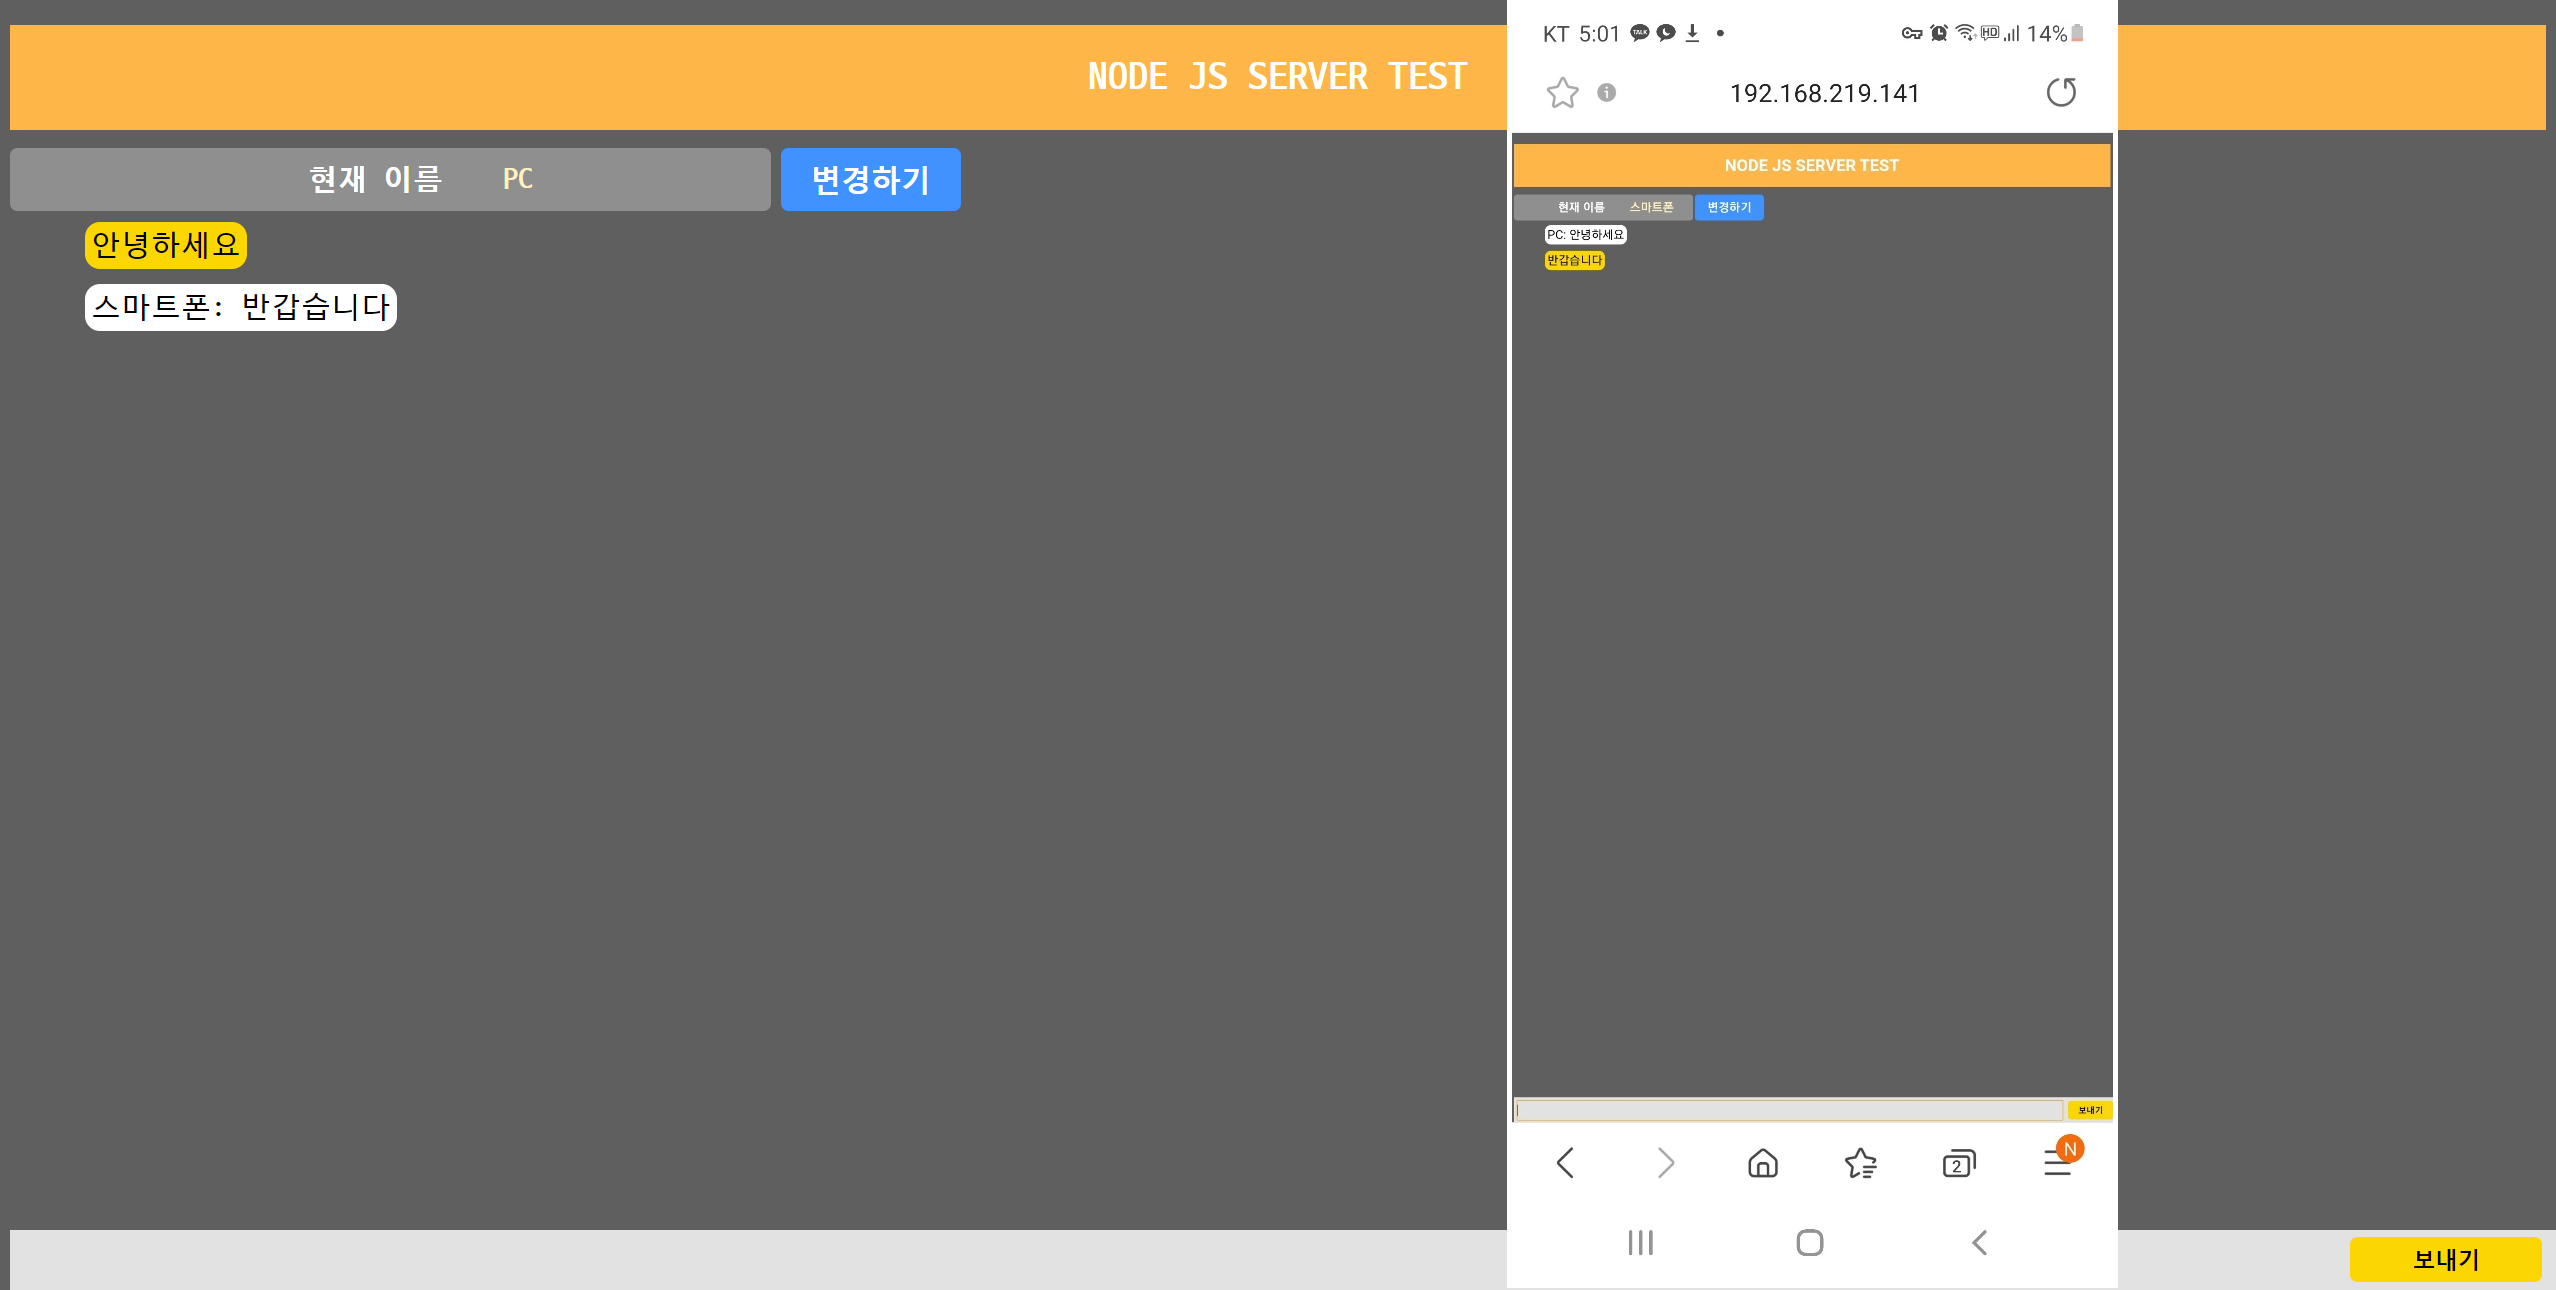 NODE JS SERVER TEST
현재 이름 PC 변경하기
안녕하세요
스마트폰: 반갑습니다
보내기
KT 5:01 TALK HD 14%
192.168.219.141
NODE JS SERVER TEST
현재 이름 스마트폰 변경하기
PC: 안녕하세요
반갑습니다
보내기
2 N